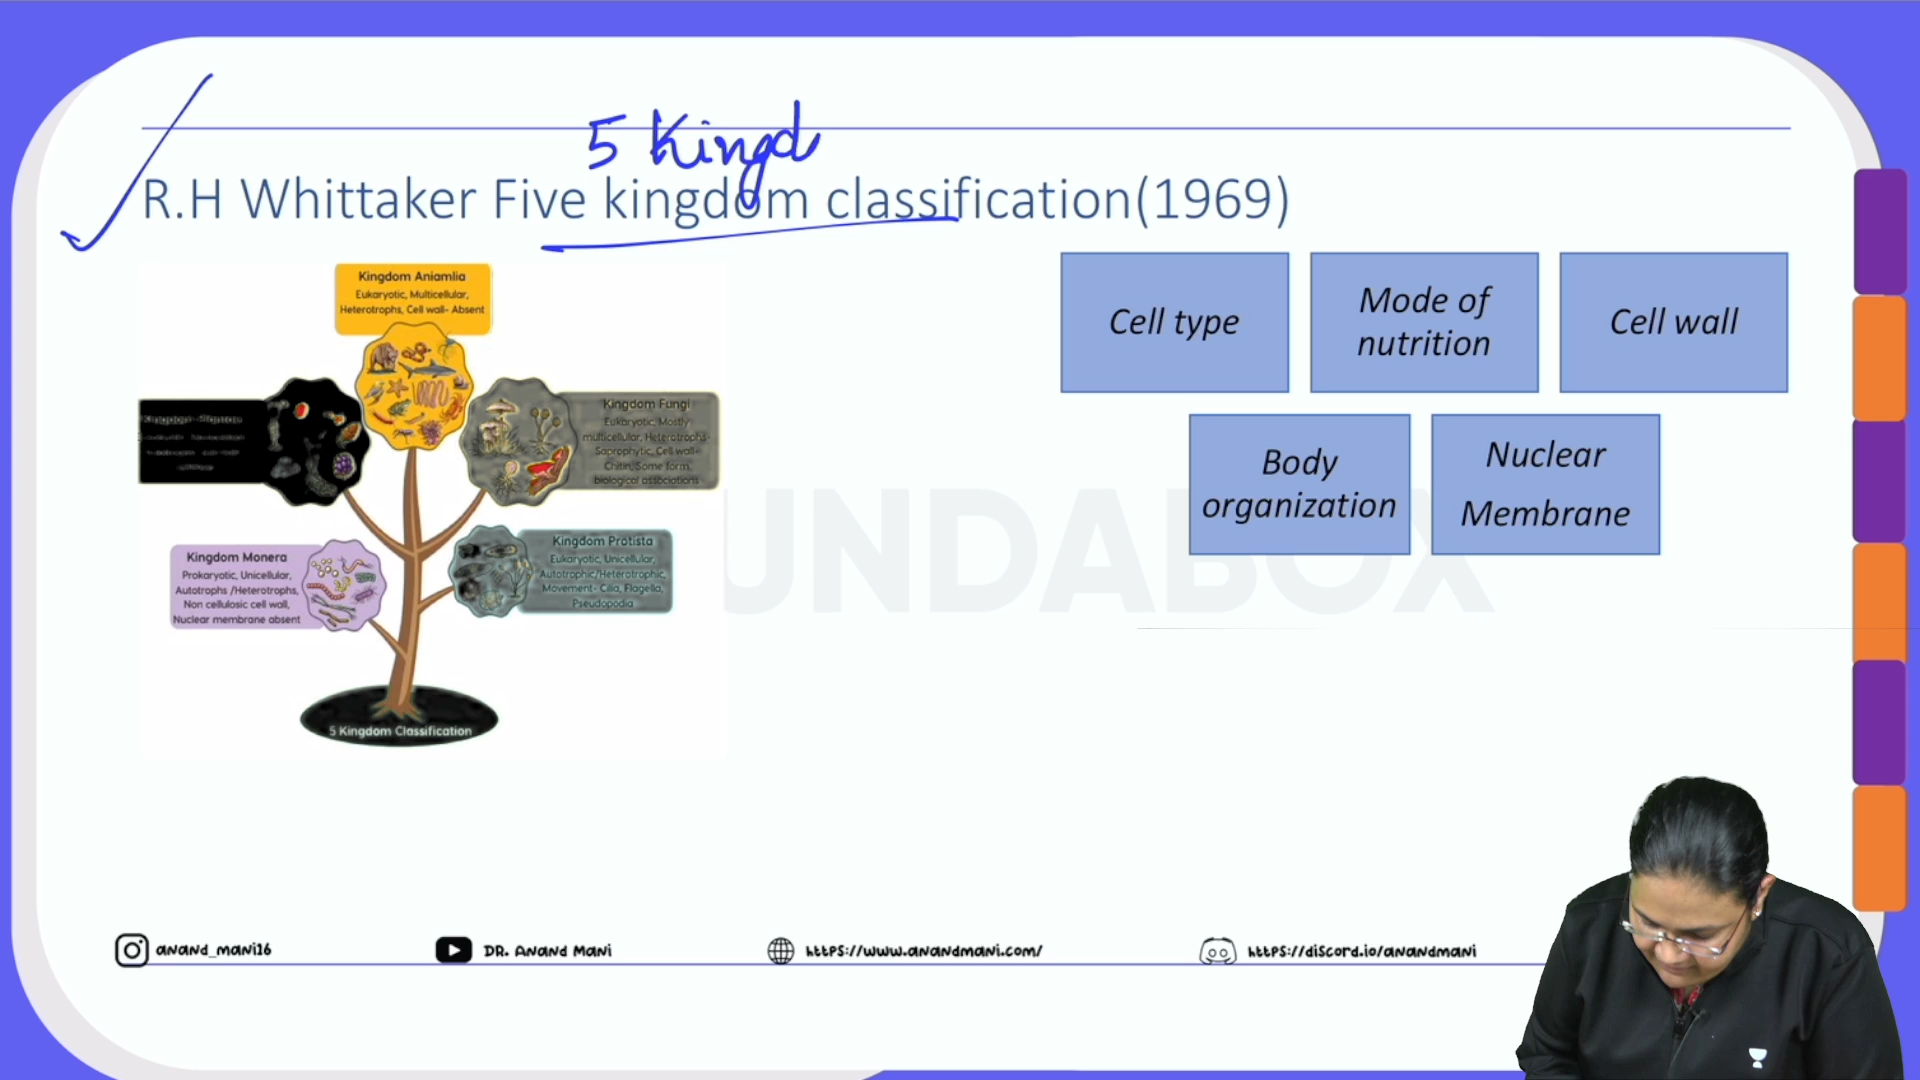 5 Kingd
R.H Whittaker Five kingdom classification(1969)
Kingdom Aniamlia
Eukaryotic, Multicellular,
Heterotrophs, Cell wall- Absent
Kingdom Fungi
Eukaryotic, Mostly
multicellular, Heterotrophs-
Saprophytic, Cell wall-
Chitin, Some form
biological associations
Kingdom Monera
Prokaryotic, Unicellular,
Autotrophs /Heterotrophs,
Non cellulosic cell wall,
Nuclear membrane absent
Kingdom Protista
Eukaryotic, Unicellular,
Autotrophic/Heterotrophic,
Movement- Cilia, Flagella,
Pseudopodia
5 Kingdom Classification
Cell type
Mode of
nutrition
Cell wall
Body
organization
Nuclear
Membrane
UNDABOX
anand_mani16
DR. Anand Mani
https://www.anandmani.com/
https://discord.io/anandmani